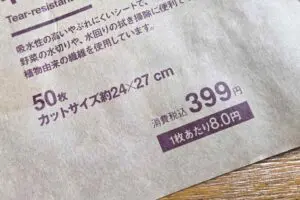 Tear-resistant
吸水性の高いやぶれにくいシートで、
野菜の水切りや、水回りの拭き掃除に便利で
植物由来の繊維を使用しています。
50枚
カットサイズ約24×27 cm
消費税込399円
1枚あたり8.0円